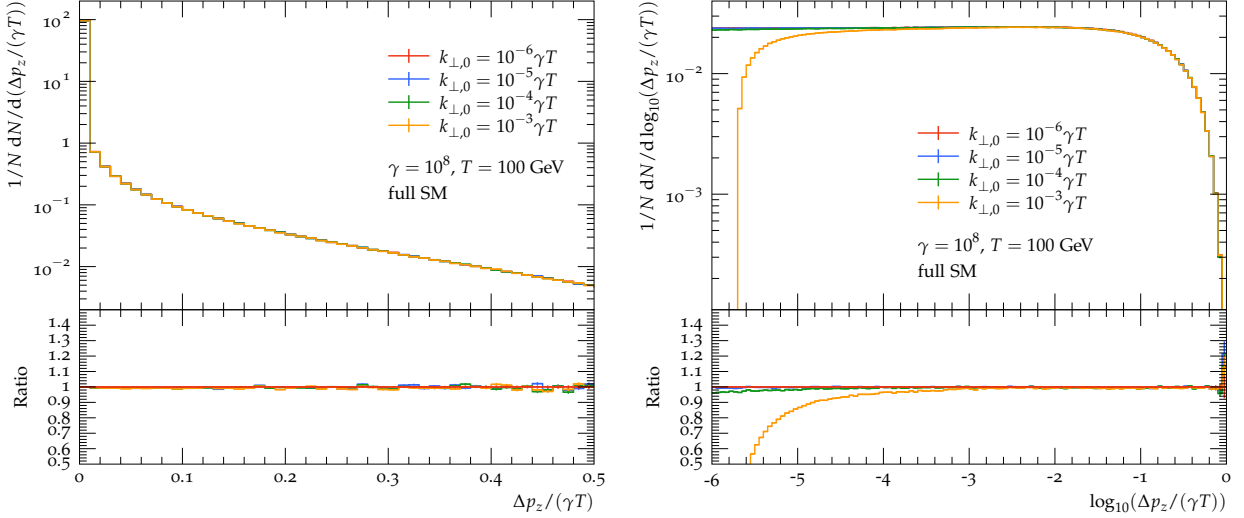 1/N dN/d(Δp_z/(γT))
10^2
10^1
1
10^−1
10^−2
k_⊥,0 = 10^−6 γT
k_⊥,0 = 10^−5 γT
k_⊥,0 = 10^−4 γT
k_⊥,0 = 10^−3 γT
γ = 10^8, T = 100 GeV
full SM
Ratio
1.4
1.3
1.2
1.1
1
0.9
0.8
0.7
0.6
0.5
0 0.1 0.2 0.3 0.4 0.5
Δp_z/(γT)
1/N dN/d log_10(Δp_z/(γT))
10^−2
10^−3
k_⊥,0 = 10^−6 γT
k_⊥,0 = 10^−5 γT
k_⊥,0 = 10^−4 γT
k_⊥,0 = 10^−3 γT
γ = 10^8, T = 100 GeV
full SM
Ratio
1.4
1.3
1.2
1.1
1
0.9
0.8
0.7
0.6
0.5
-6 -5 -4 -3 -2 -1 0
log_10(Δp_z/(γT))